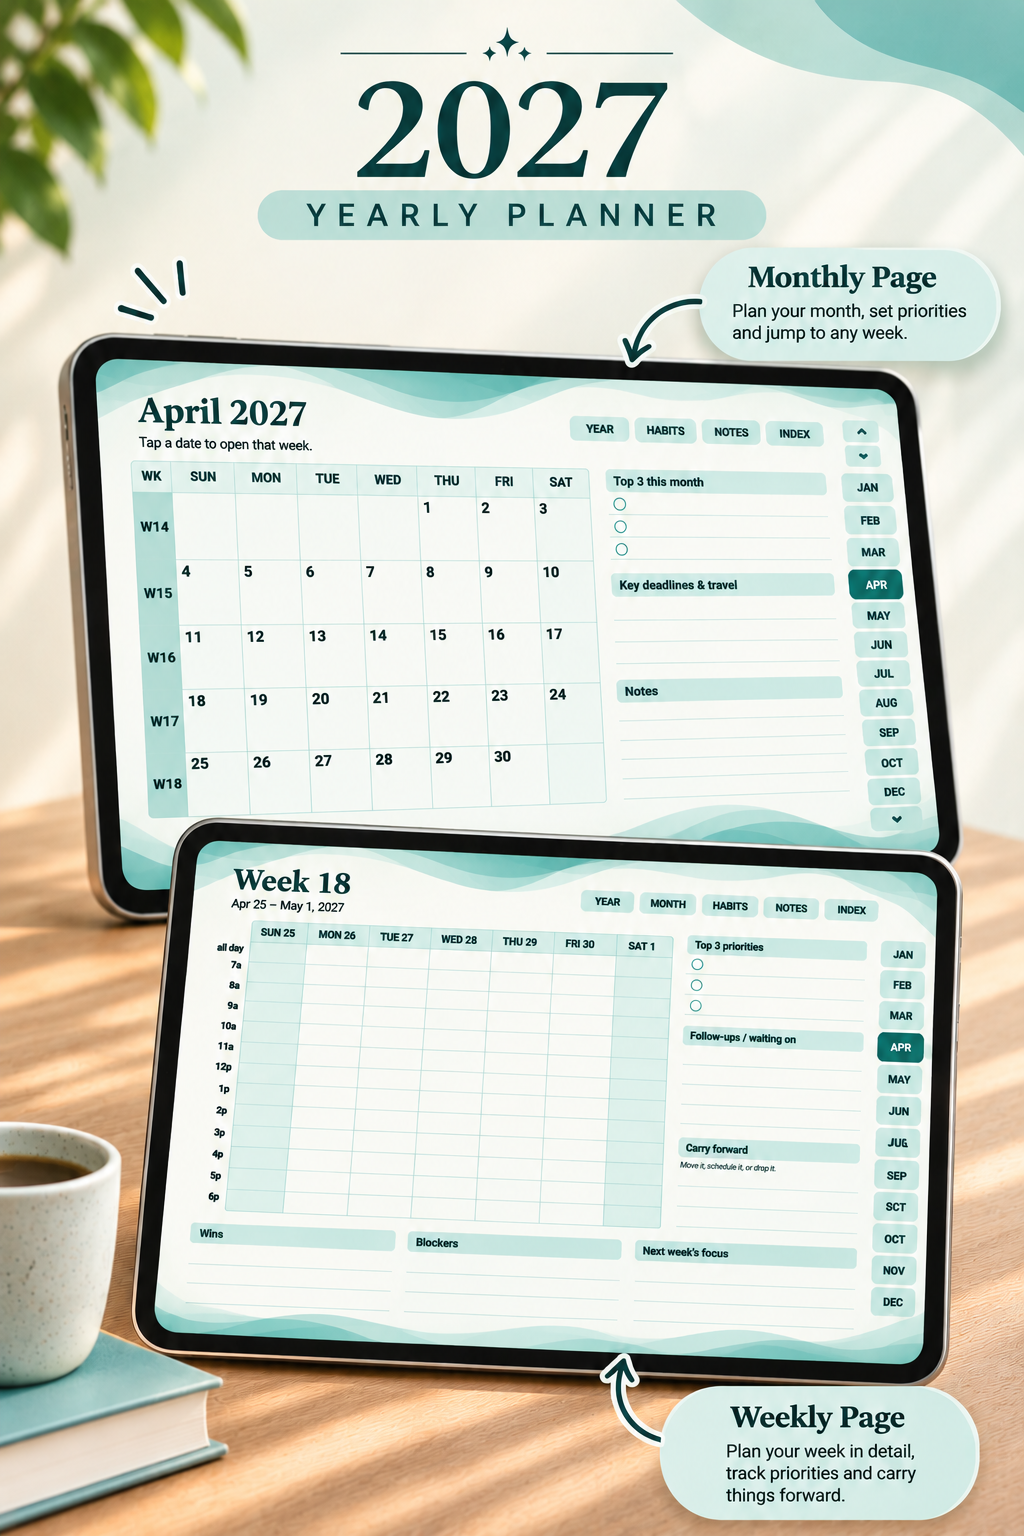 2027
YEARLY PLANNER
Monthly Page
Plan your month, set priorities
and jump to any week.
April 2027
Tap a date to open that week.
YEAR HABITS NOTES INDEX
WK SUN MON TUE WED THU FRI SAT
W14 1 2 3
W15 4 5 6 7 8 9 10
W16 11 12 13 14 15 16 17
W17 18 19 20 21 22 23 24
W18 25 26 27 28 29 30
Top 3 this month
Key deadlines & travel
Notes
JAN
FEB
MAR
APR
MAY
JUN
JUL
AUG
SEP
OCT
DEC
Week 18
Apr 25 – May 1, 2027
YEAR MONTH HABITS NOTES INDEX
SUN 25 MON 26 TUE 27 WED 28 THU 29 FRI 30 SAT 1
all day
7a
8a
9a
10a
11a
12p
1p
2p
3p
4p
5p
6p
Top 3 priorities
Follow-ups / waiting on
Carry forward
Move it, schedule it, or drop it.
Wins
Blockers
Next week's focus
JAN
FEB
MAR
APR
MAY
JUN
SEP
SCT
OCT
NOV
DEC
Weekly Page
Plan your week in detail,
track priorities and carry
things forward.